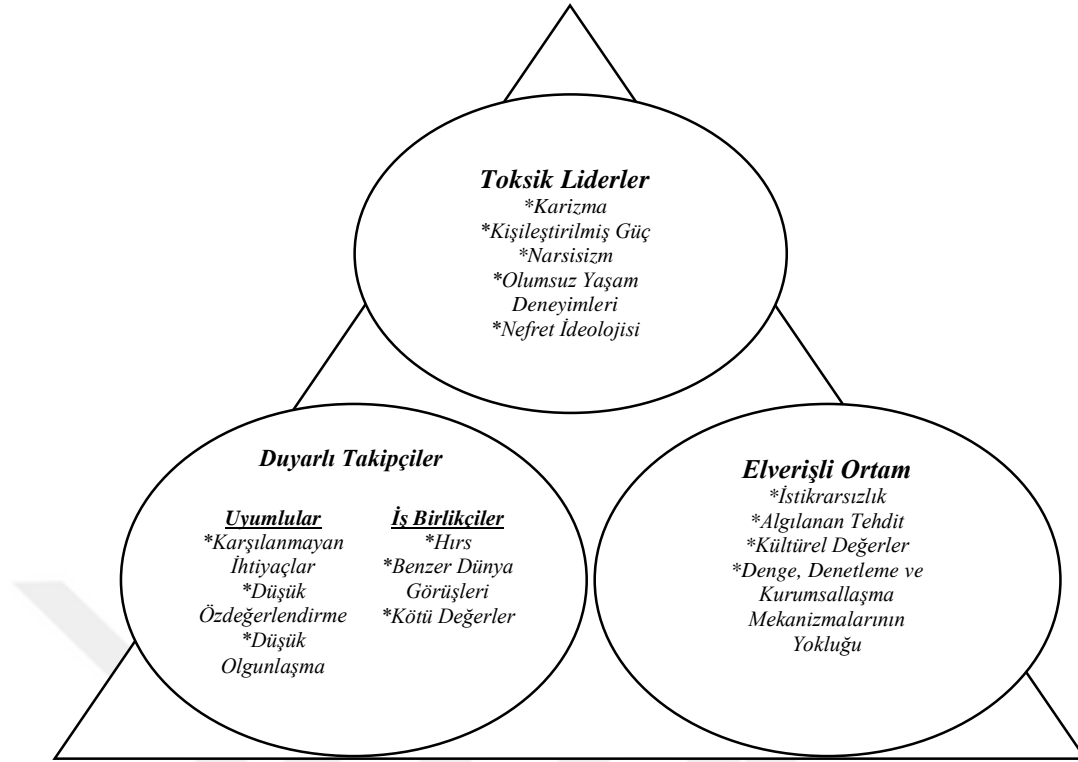 Toksik Liderler
*Karizma
*Kişileştirilmiş Güç
*Narsisizm
*Olumsuz Yaşam
Deneyimleri
*Nefret İdeolojisi
Duyarlı Takipçiler
Uyumlular
*Karşılanmayan
İhtiyaçlar
*Düşük
Özdeğerlendirme
*Düşük
Olgunlaşma
İş Birlikçiler
*Hırs
*Benzer Dünya
Görüşleri
*Kötü Değerler
Elverişli Ortam
*İstikrarsızlık
*Algılanan Tehdit
*Kültürel Değerler
*Denge, Denetleme ve
Kurumsallaşma
Mekanizmalarının
Yokluğu